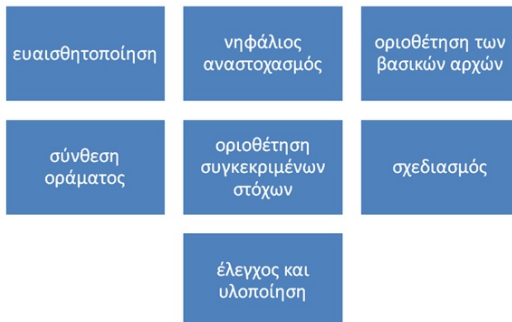 ευαισθητοποίηση
νηφάλιος
αναστοχασμός
οριοθέτηση των
βασικών αρχών
σύνθεση
οράματος
οριοθέτηση
συγκεκριμένων
στόχων
σχεδιασμός
έλεγχος και
υλοποίηση